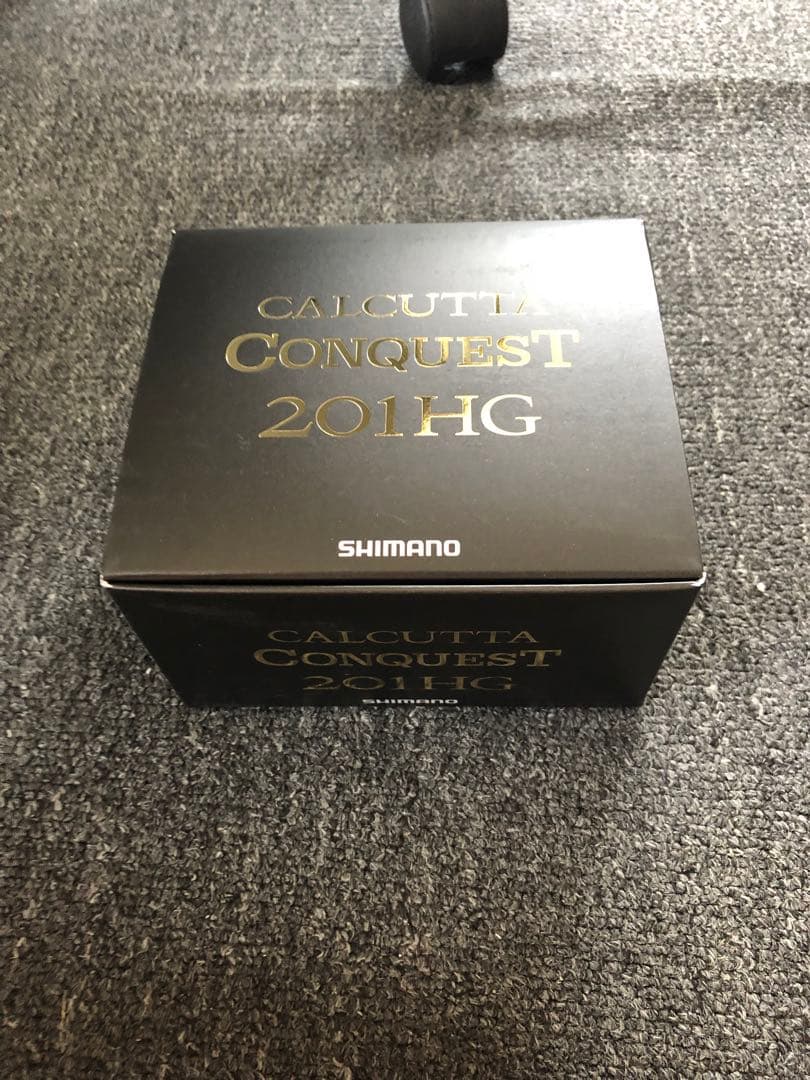 CALCUTTA
CONQUEST
201HG
SHIMANO
CALCUTTA
CONQUEST
201HG
SHIMANO